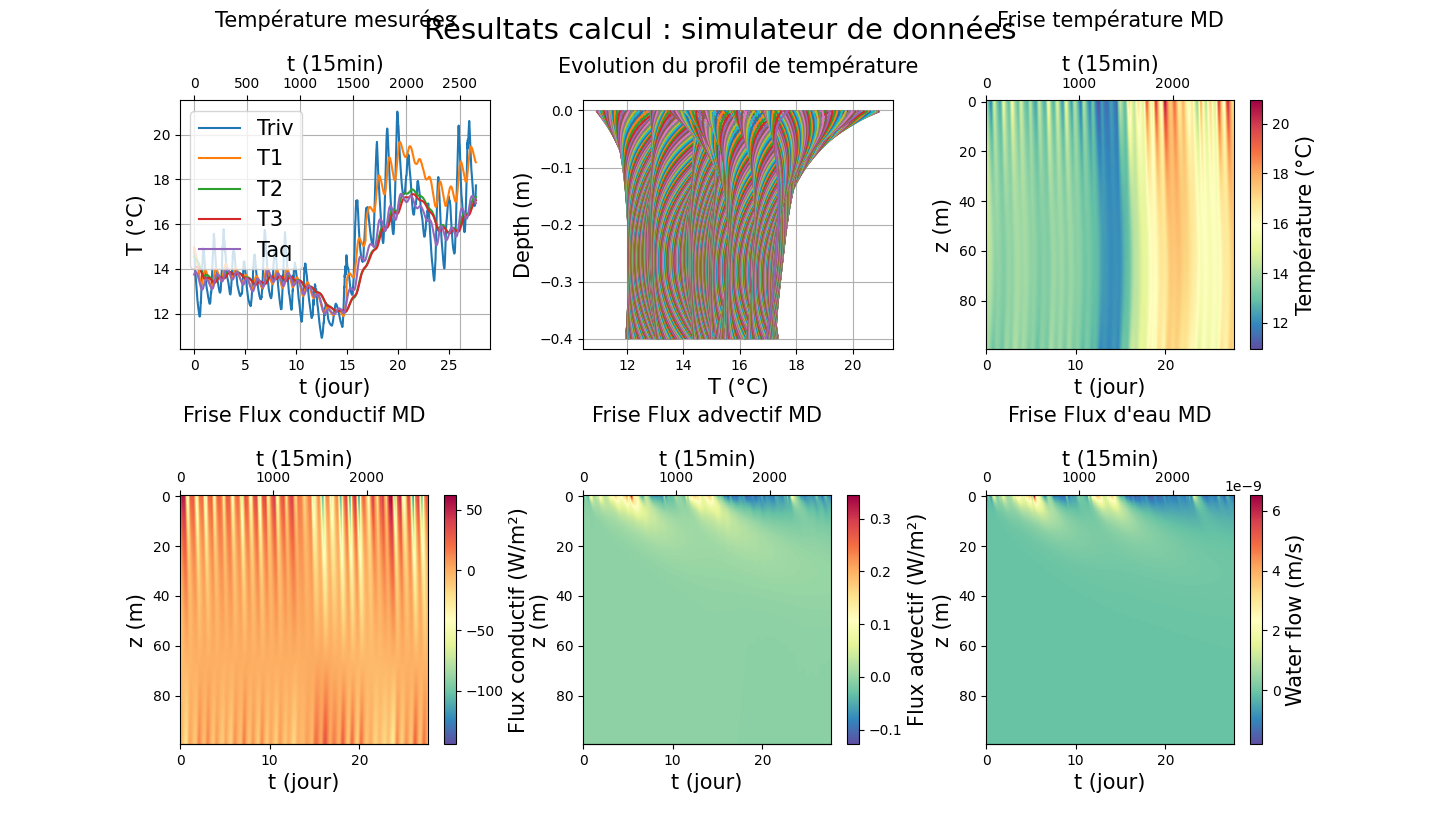 Résultats calcul : simulateur de données
Température mesurées
t (15min)
0 500 1000 1500 2000 2500
T (°C)
20
18
16
14
12
Triv
T1
T2
T3
Taq
0 5 10 15 20 25
t (jour)
Evolution du profil de température
Depth (m)
0.0
−0.1
−0.2
−0.3
−0.4
12 14 16 18 20
T (°C)
Frise température MD
t (15min)
0 1000 2000
z (m)
0
20
40
60
80
0 10 20
t (jour)
20
18
16
14
12
Température (°C)
Frise Flux conductif MD
t (15min)
0 1000 2000
z (m)
0
20
40
60
80
0 10 20
t (jour)
50
0
−50
−100
Flux conductif (W/m²)
Frise Flux advectif MD
t (15min)
0 1000 2000
z (m)
0
20
40
60
80
0 10 20
t (jour)
0.3
0.2
0.1
0.0
−0.1
Flux advectif (W/m²)
Frise Flux d'eau MD
t (15min)
0 1000 2000
z (m)
0
20
40
60
80
0 10 20
t (jour)
1e−9
6
4
2
0
Water flow (m/s)